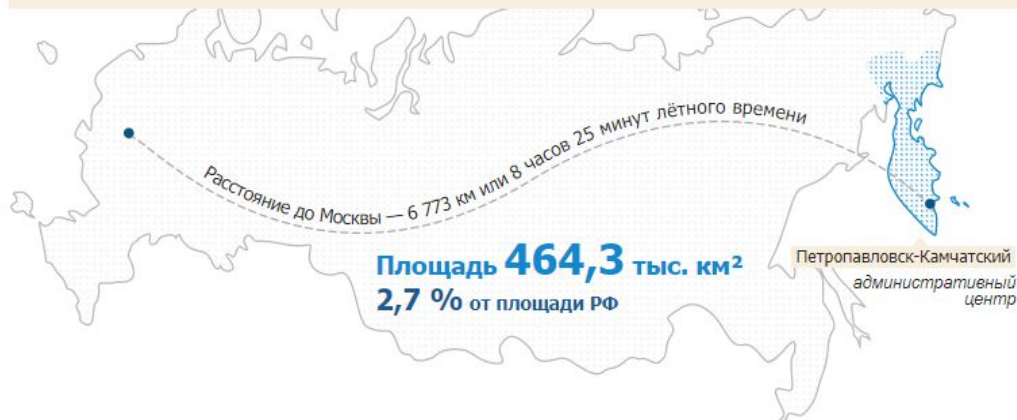 Расстояние до Москвы — 6 773 км или 8 часов 25 минут лётного времени
Площадь 464,3 тыс. км²
2,7 % от площади РФ
Петропавловск-Камчатский
административный
центр